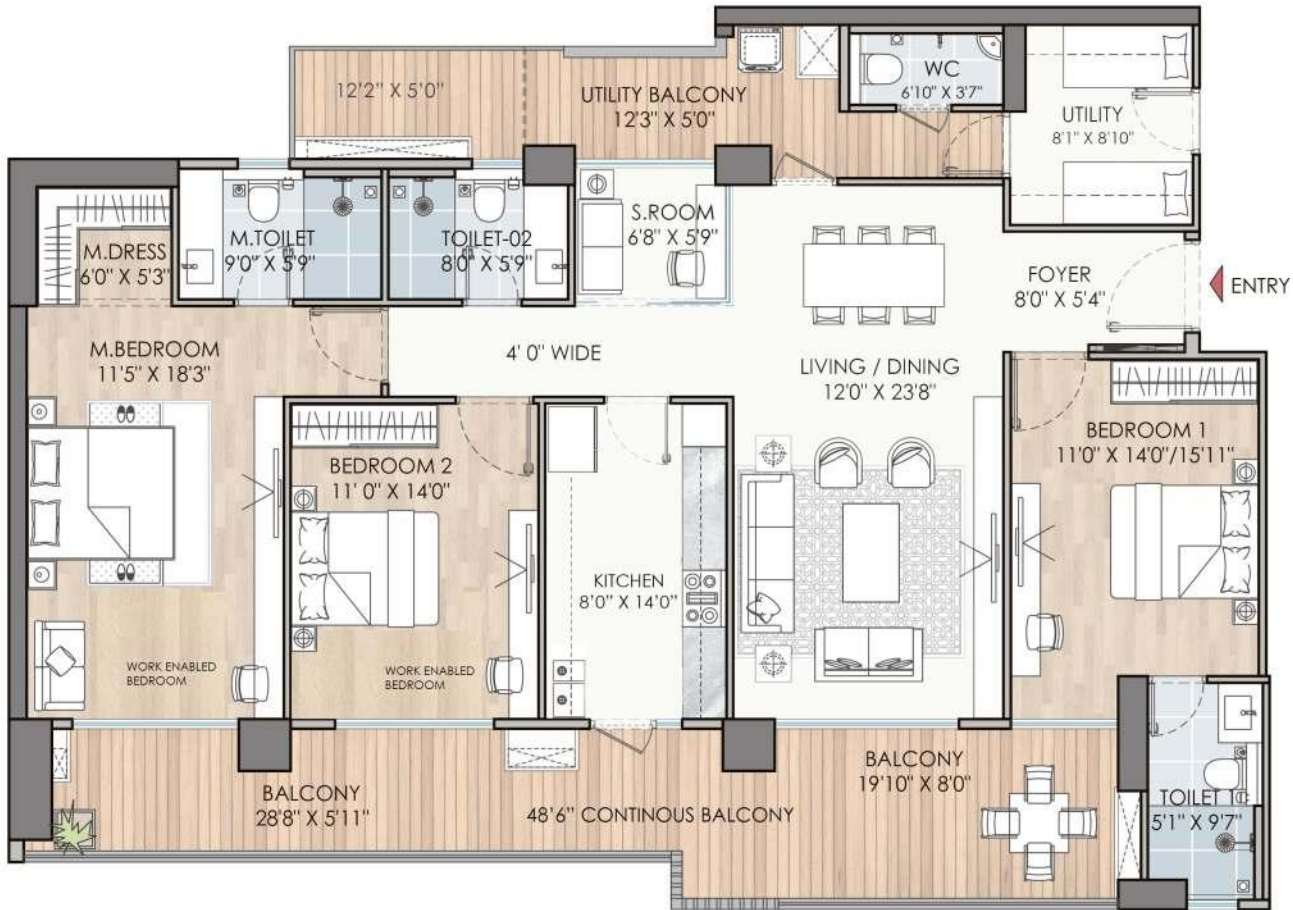 12'2" X 5'0"
UTILITY BALCONY
12'3" X 5'0"
WC
6'10" X 3'7"
UTILITY
8'1" X 8'10"
M.DRESS
6'0" X 5'3"
M.TOILET
9'0" X 5'9"
TOILET-02
8'0" X 5'9"
S.ROOM
6'8" X 5'9"
FOYER
8'0" X 5'4"
ENTRY
M.BEDROOM
11'5" X 18'3"
4' 0" WIDE
LIVING / DINING
12'0" X 23'8"
BEDROOM 2
11' 0" X 14'0"
BEDROOM 1
11'0" X 14'0"/15'11"
KITCHEN
8'0" X 14'0"
WORK ENABLED
BEDROOM
WORK ENABLED
BEDROOM
BALCONY
28'8" X 5'11"
48'6" CONTINOUS BALCONY
BALCONY
19'10" X 8'0"
TOILET 1
5'1" X 9'7"